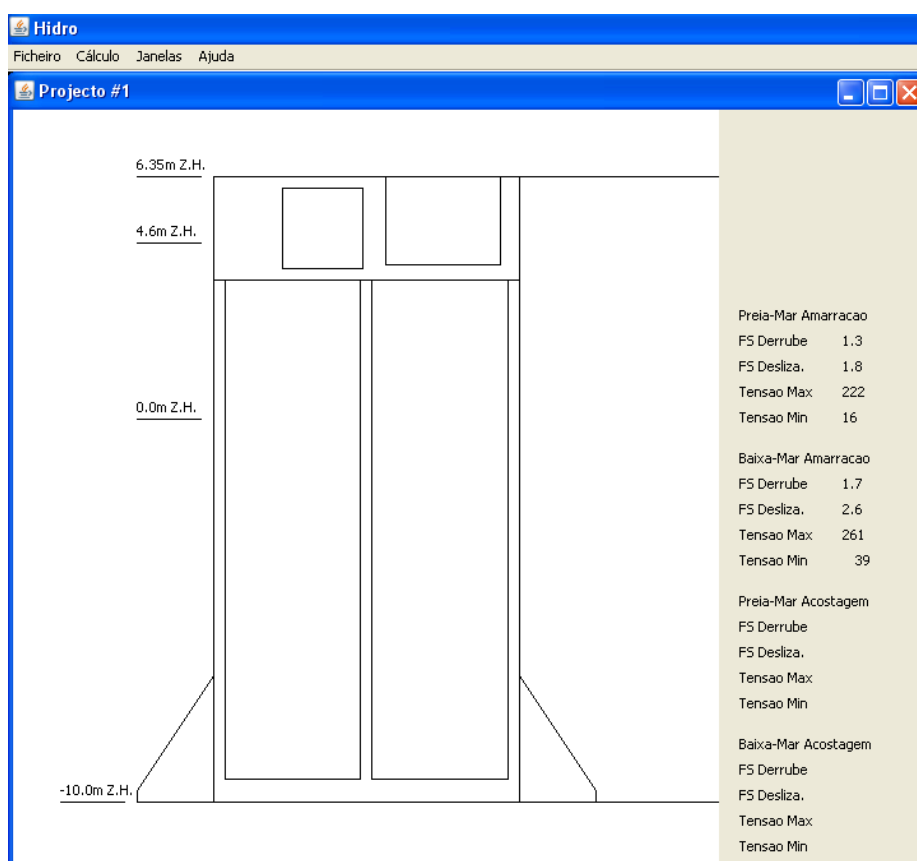 Hidro
Ficheiro Cálculo Janelas Ajuda
Projecto #1
6.35m Z.H.
4.6m Z.H.
0.0m Z.H.
-10.0m Z.H.
Preia-Mar Amarracao
FS Derrube 1.3
FS Desliza. 1.8
Tensao Max 222
Tensao Min 16
Baixa-Mar Amarracao
FS Derrube 1.7
FS Desliza. 2.6
Tensao Max 261
Tensao Min 39
Preia-Mar Acostagem
FS Derrube
FS Desliza.
Tensao Max
Tensao Min
Baixa-Mar Acostagem
FS Derrube
FS Desliza.
Tensao Max
Tensao Min